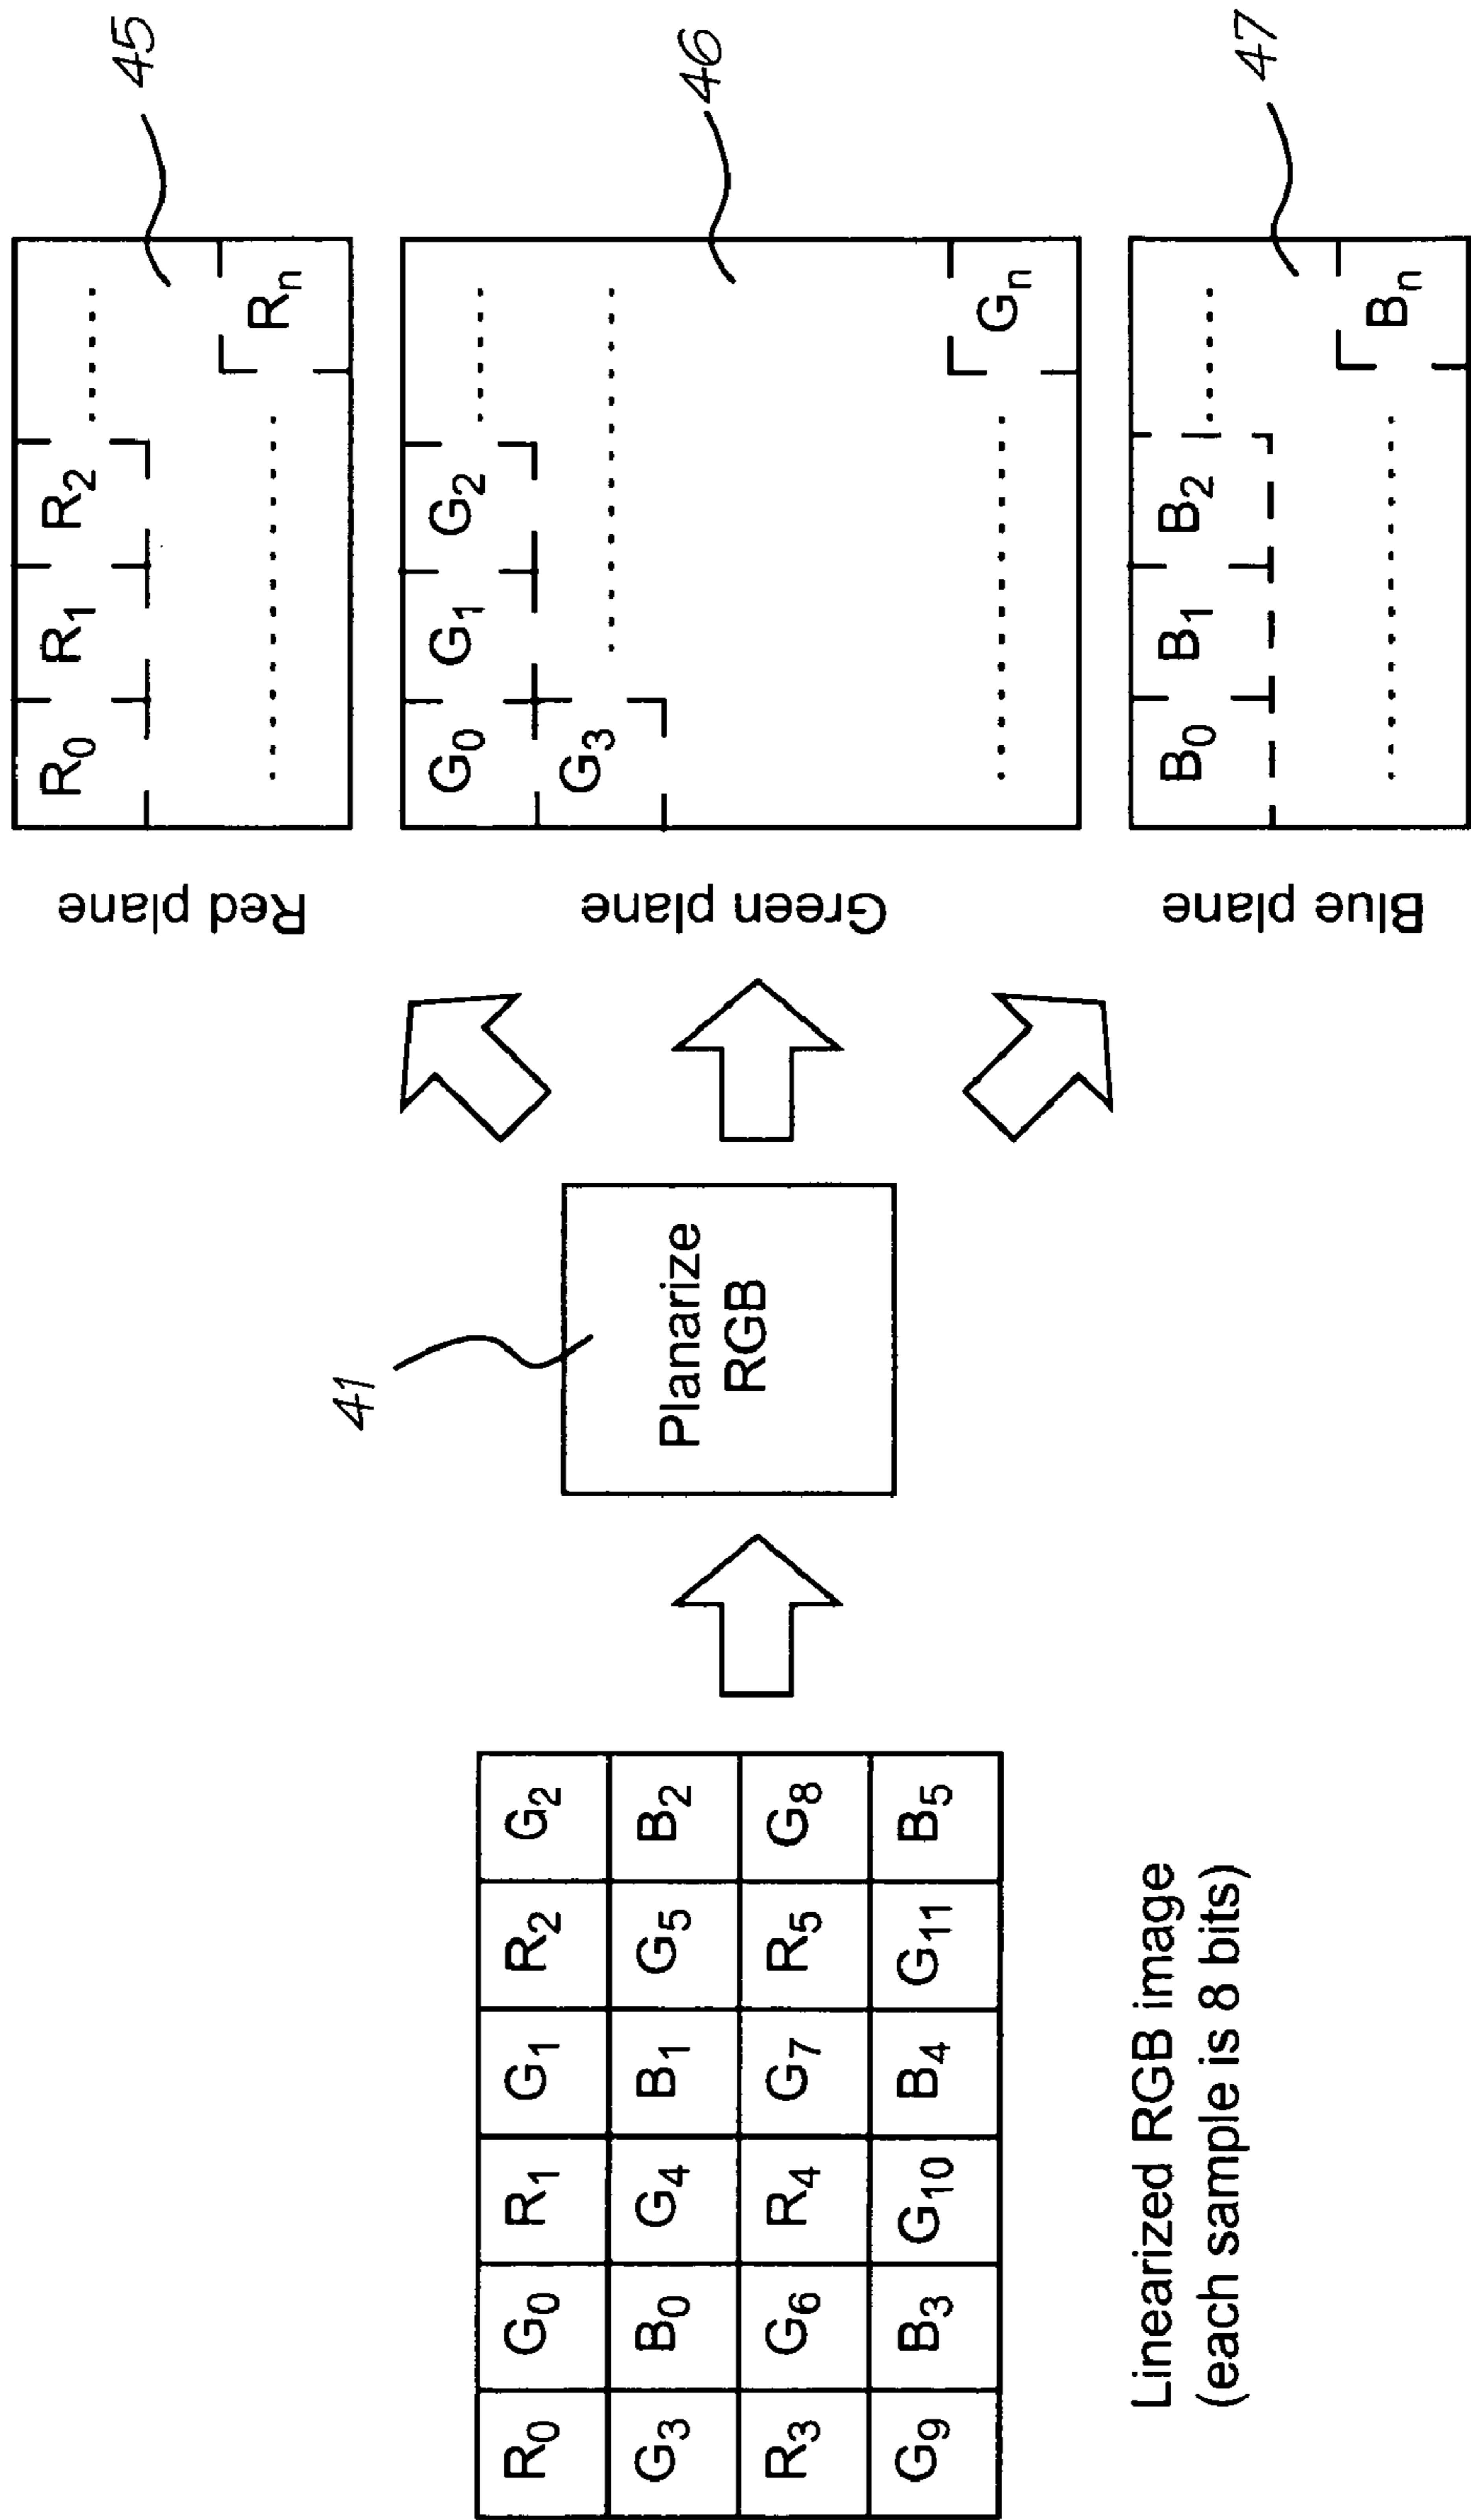 R0 G0 R1 G1 R2 G2
G3 B0 G4 B1 G5 B2
R3 G6 R4 G7 R5 G8
G9 B3 G10 B4 G11 B5
Linearized RGB image
(each sample is 8 bits)
41
Planarize
RGB
Red plane
R0 R1 R2
Rn
45
Green plane
G0 G1 G2
G3
Gn
46
Blue plane
B0 B1 B2
Bn
47